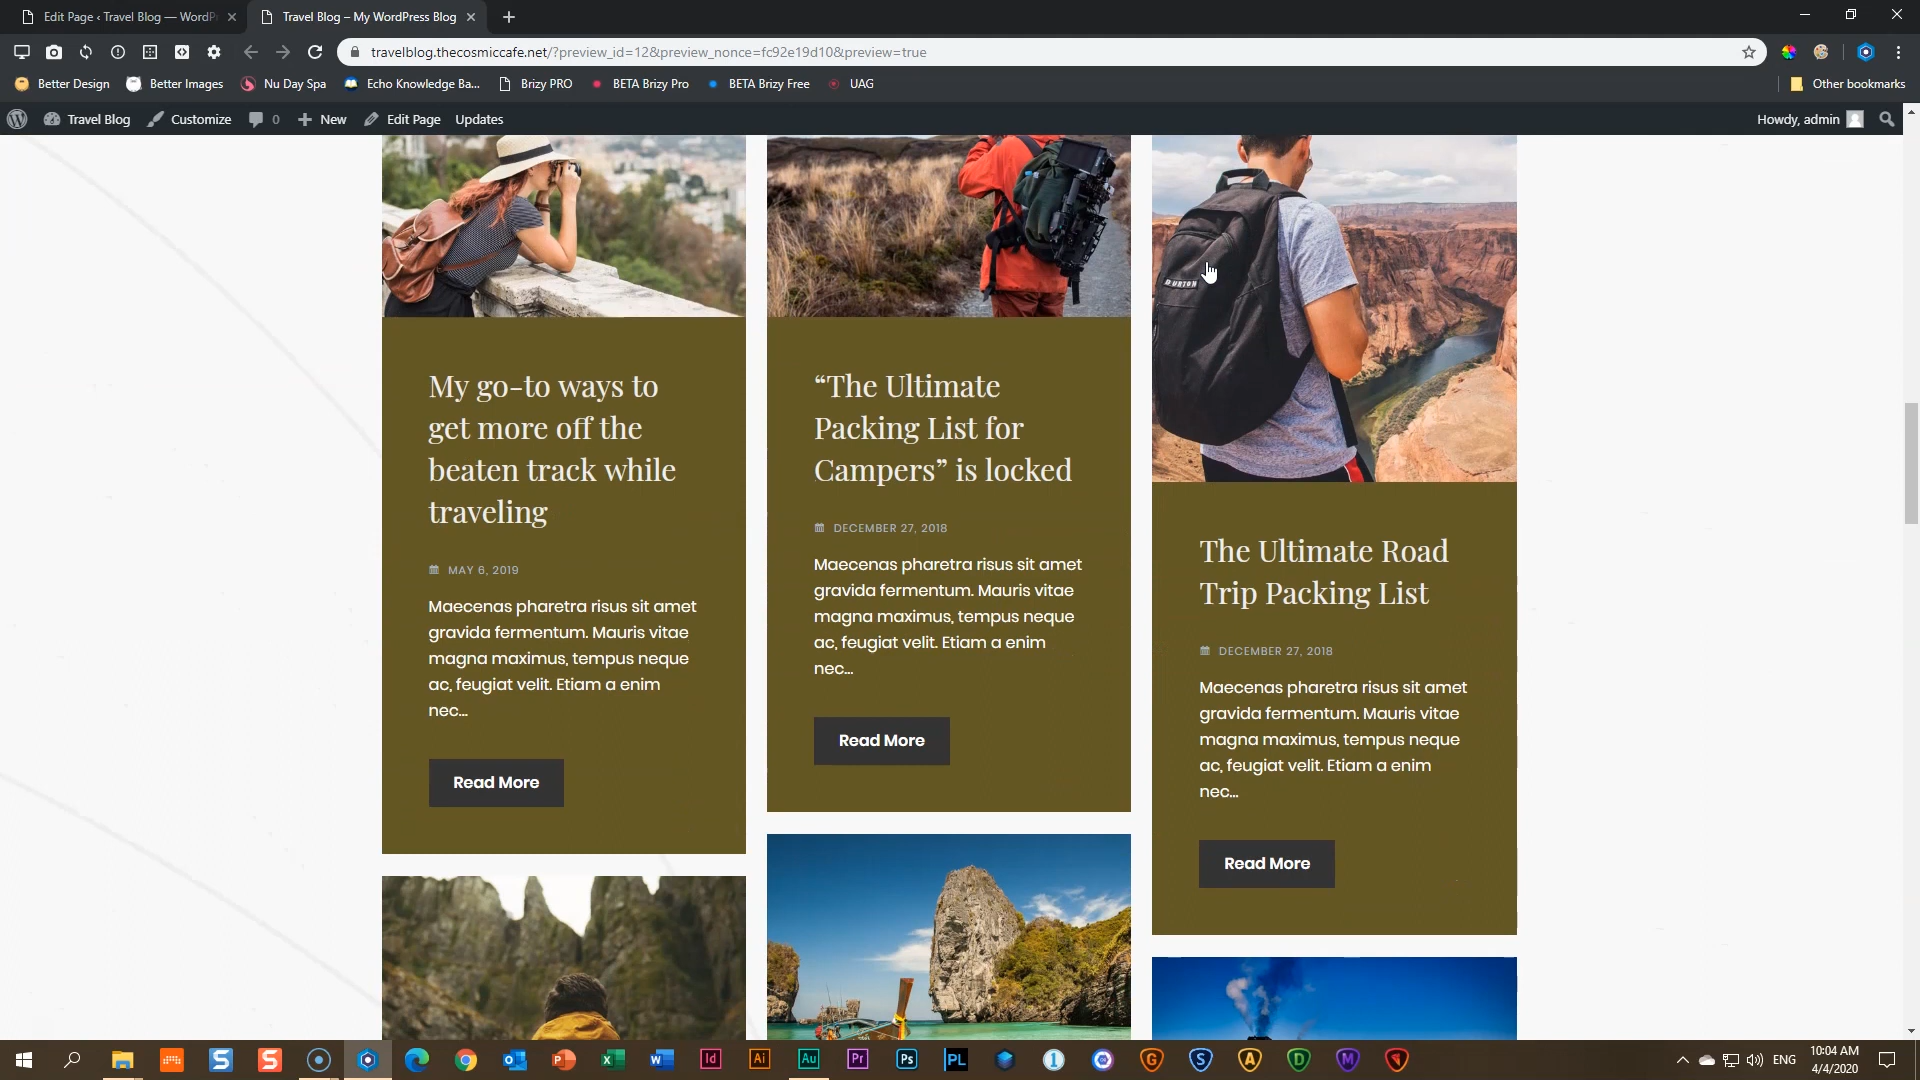 Edit Page ‹ Travel Blog — WordP
Travel Blog – My WordPress Blog
travelblog.thecosmiccafe.net/?preview_id=12&preview_nonce=fc92e19d10&preview=true
Better Design
Better Images
Nu Day Spa
Echo Knowledge Ba...
Brizy PRO
BETA Brizy Pro
BETA Brizy Free
UAG
Other bookmarks
Travel Blog
Customize
0
New
Edit Page
Updates
Howdy, admin
BURTON
My go-to ways to
get more off the
beaten track while
traveling
MAY 6, 2019
Maecenas pharetra risus sit amet
gravida fermentum. Mauris vitae
magna maximus, tempus neque
ac, feugiat velit. Etiam a enim
nec...
Read More
“The Ultimate
Packing List for
Campers” is locked
DECEMBER 27, 2018
Maecenas pharetra risus sit amet
gravida fermentum. Mauris vitae
magna maximus, tempus neque
ac, feugiat velit. Etiam a enim
nec...
Read More
The Ultimate Road
Trip Packing List
DECEMBER 27, 2018
Maecenas pharetra risus sit amet
gravida fermentum. Mauris vitae
magna maximus, tempus neque
ac, feugiat velit. Etiam a enim
nec...
Read More
Id
Ai
Au
Pr
Ps
PL
ENG
10:04 AM
4/4/2020